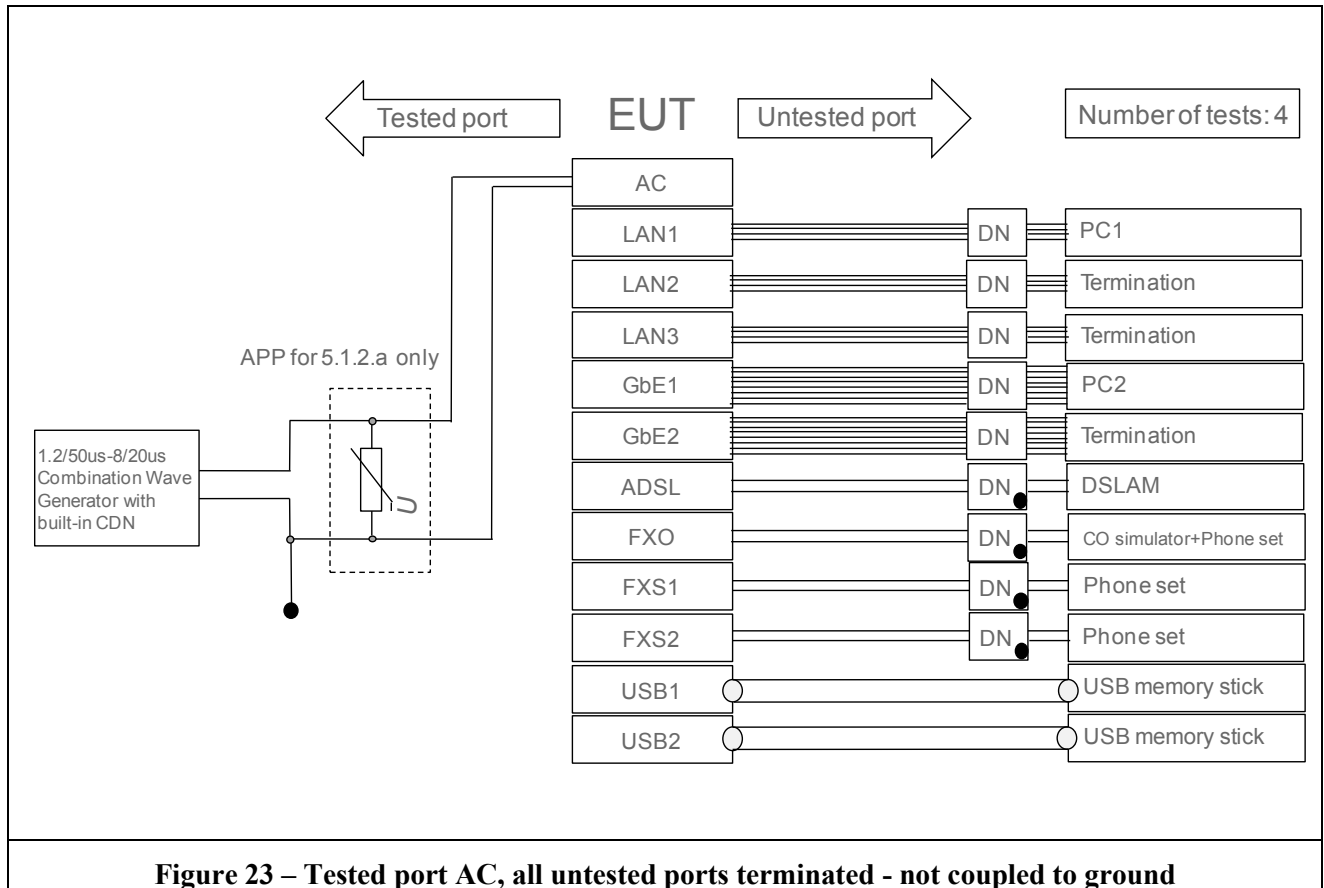 Tested port
EUT
Untested port
Number of tests: 4
AC
LAN1
DN
PC1
LAN2
DN
Termination
LAN3
DN
Termination
APP for 5.1.2.a only
GbE1
DN
PC2
GbE2
DN
Termination
1.2/50us-8/20us
Combination Wave
Generator with
built-in CDN
U
ADSL
DN
DSLAM
FXO
DN
CO simulator+Phone set
FXS1
DN
Phone set
FXS2
DN
Phone set
USB1
USB memory stick
USB2
USB memory stick
Figure 23 – Tested port AC, all untested ports terminated - not coupled to ground